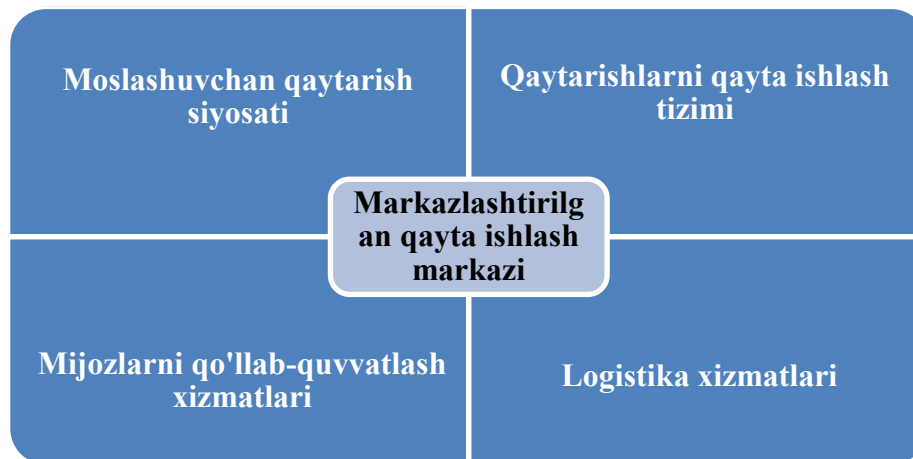 Moslashuvchan qaytarish
siyosati
Qaytarishlarni qayta ishlash
tizimi
Markazlashtirilg
an qayta ishlash
markazi
Mijozlarni qo'llab-quvvatlash
xizmatlari
Logistika xizmatlari